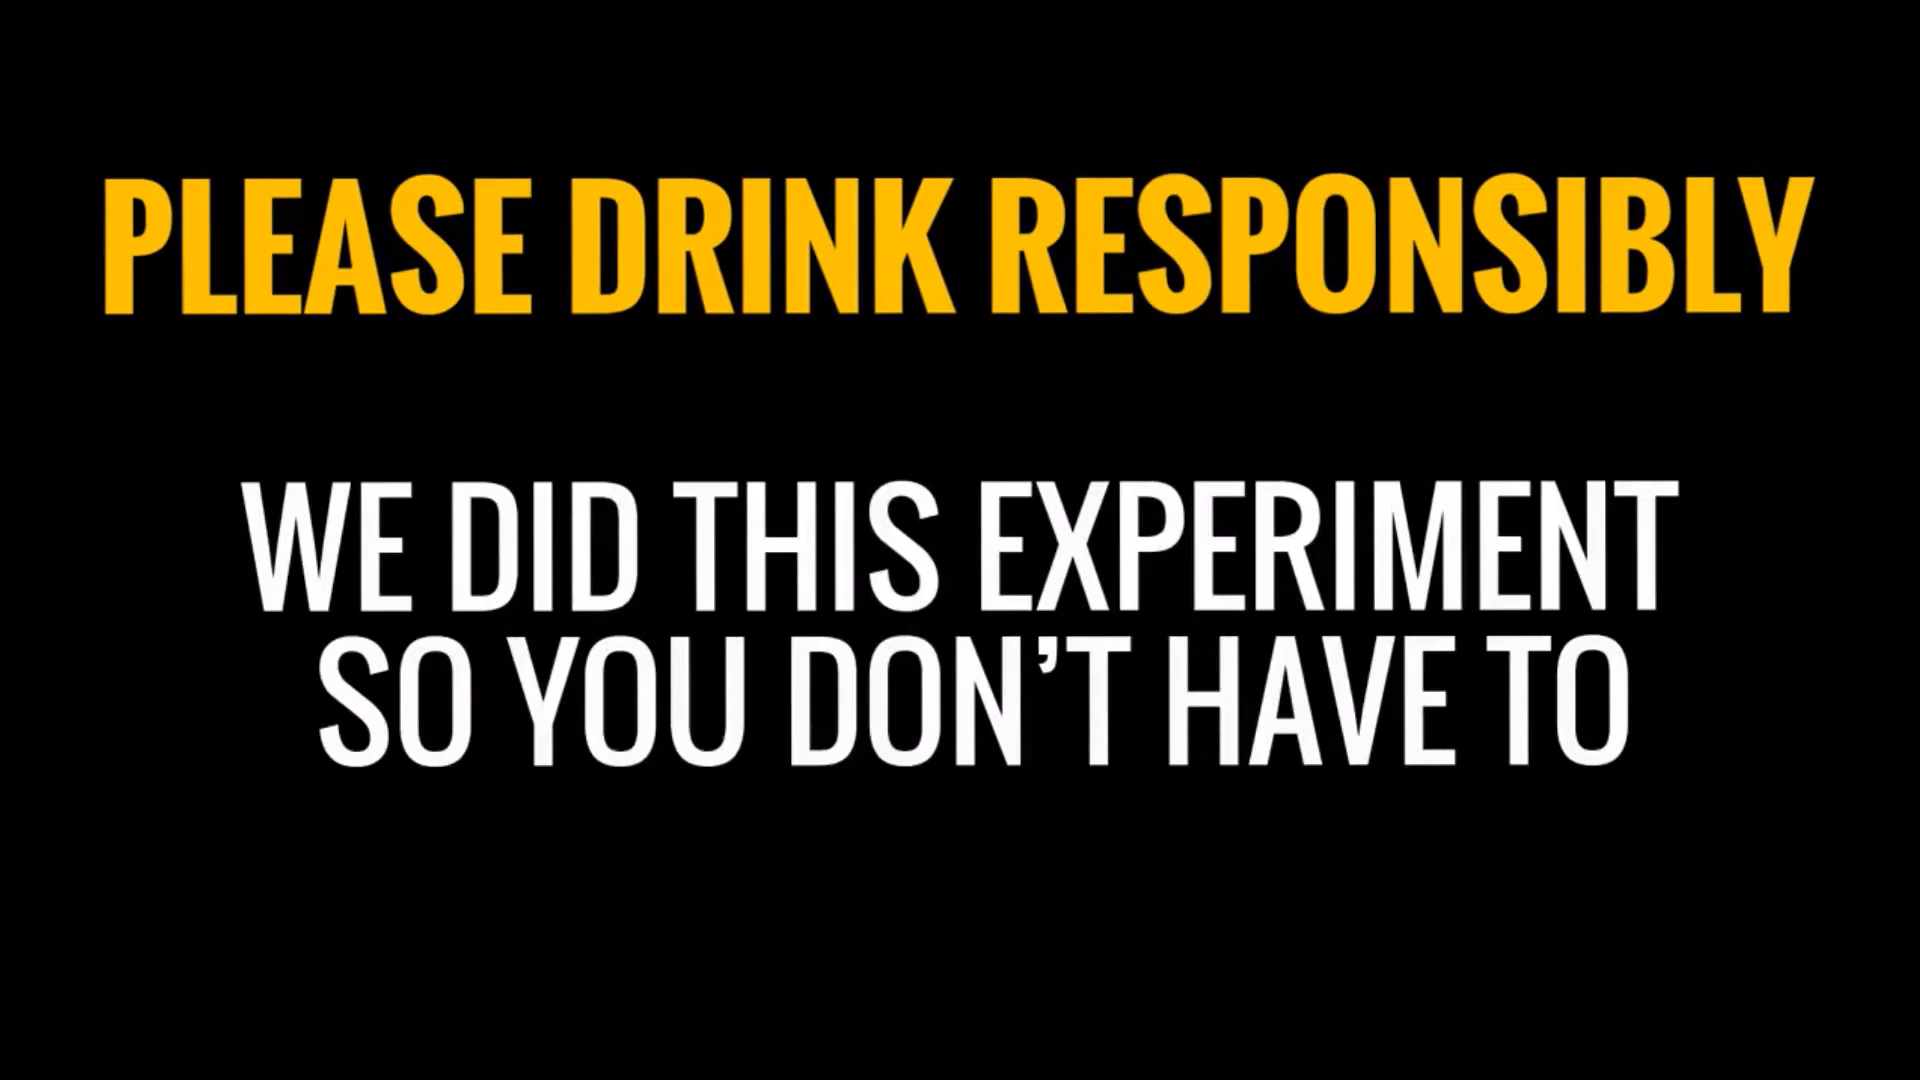 PLEASE DRINK RESPONSIBLY
WE DID THIS EXPERIMENT
SO YOU DON’T HAVE TO